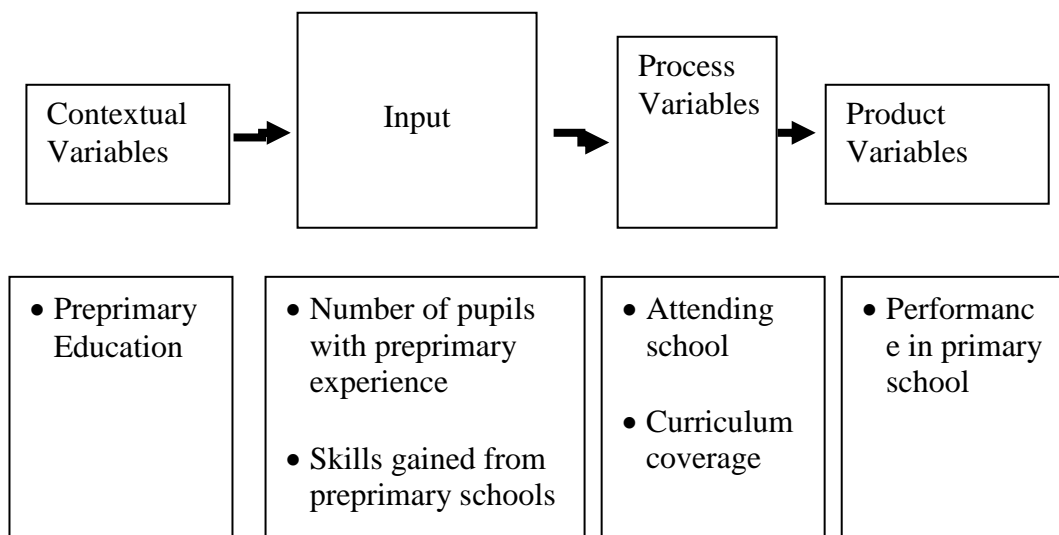 Contextual
Variables
Input
Process
Variables
Product
Variables
• Preprimary
Education
• Number of pupils
with preprimary
experience
• Skills gained from
preprimary schools
• Attending
school
• Curriculum
coverage
• Performanc
e in primary
school